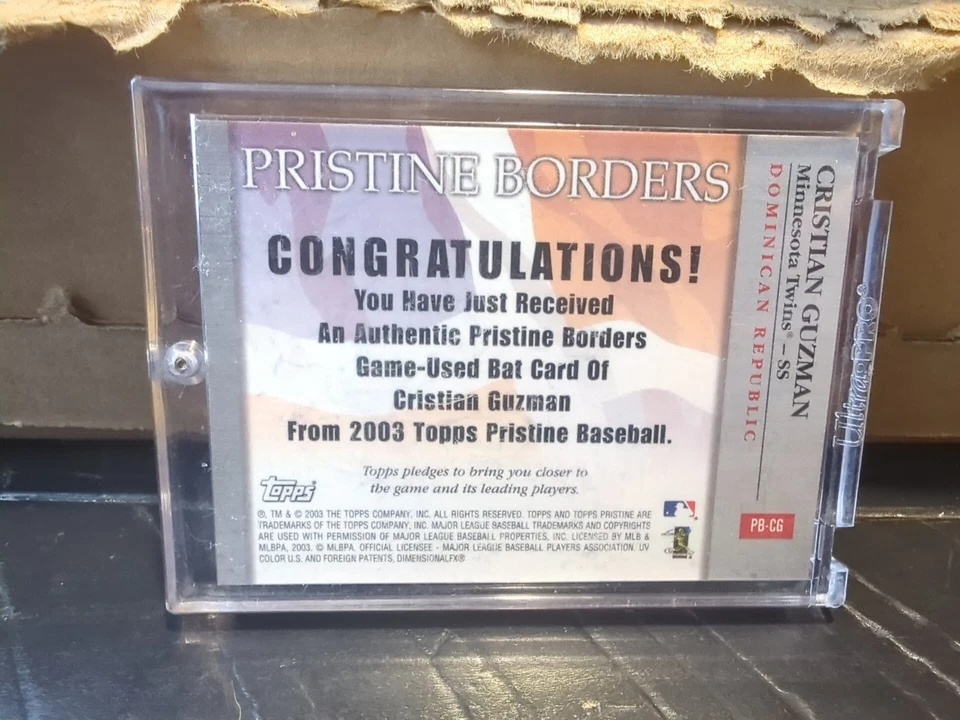 PRISTINE BORDERS
CONGRATULATIONS!
You Have Just Received
An Authentic Pristine Borders
Game-Used Bat Card Of
Cristian Guzman
From 2003 Topps Pristine Baseball.
Topps pledges to bring you closer to
the game and its leading players.
Topps
®, TM & © 2003 THE TOPPS COMPANY, INC. ALL RIGHTS RESERVED. TOPPS AND TOPPS PRISTINE ARE
TRADEMARKS OF THE TOPPS COMPANY, INC. MAJOR LEAGUE BASEBALL TRADEMARKS AND COPYRIGHTS
ARE USED WITH PERMISSION OF MAJOR LEAGUE BASEBALL PROPERTIES, INC. LICENSED BY MLB &
MLBPA, 2003. © MLBPA, OFFICIAL LICENSEE - MAJOR LEAGUE BASEBALL PLAYERS ASSOCIATION. UV
COLOR U.S. AND FOREIGN PATENTS, DIMENSIONALFX®
CRISTIAN GUZMAN
Minnesota Twins® – SS
DOMINICAN REPUBLIC
PB-CG